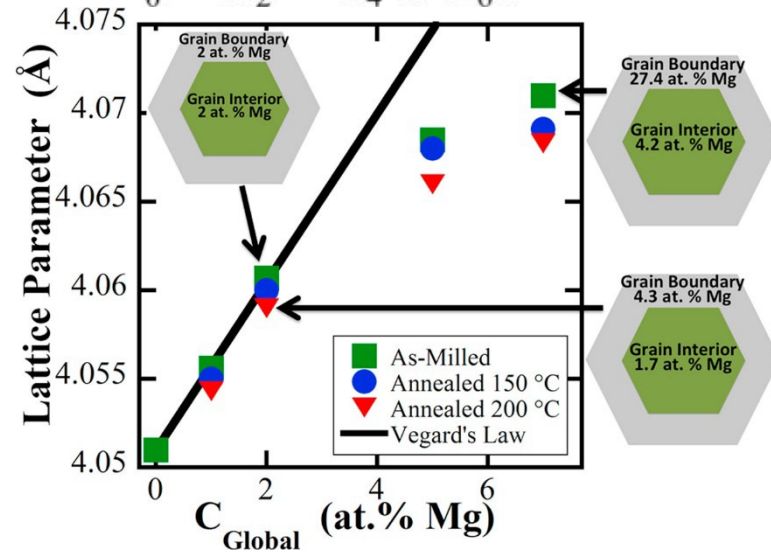 4.075
4.07
4.065
4.06
4.055
4.05
Lattice Parameter (Å)
Grain Boundary
2 at. % Mg
Grain Interior
2 at. % Mg
Grain Boundary
27.4 at. % Mg
Grain Interior
4.2 at. % Mg
Grain Boundary
4.3 at. % Mg
Grain Interior
1.7 at. % Mg
As-Milled
Annealed 150 °C
Annealed 200 °C
Vegard's Law
0 2 4 6
C Global (at.% Mg)